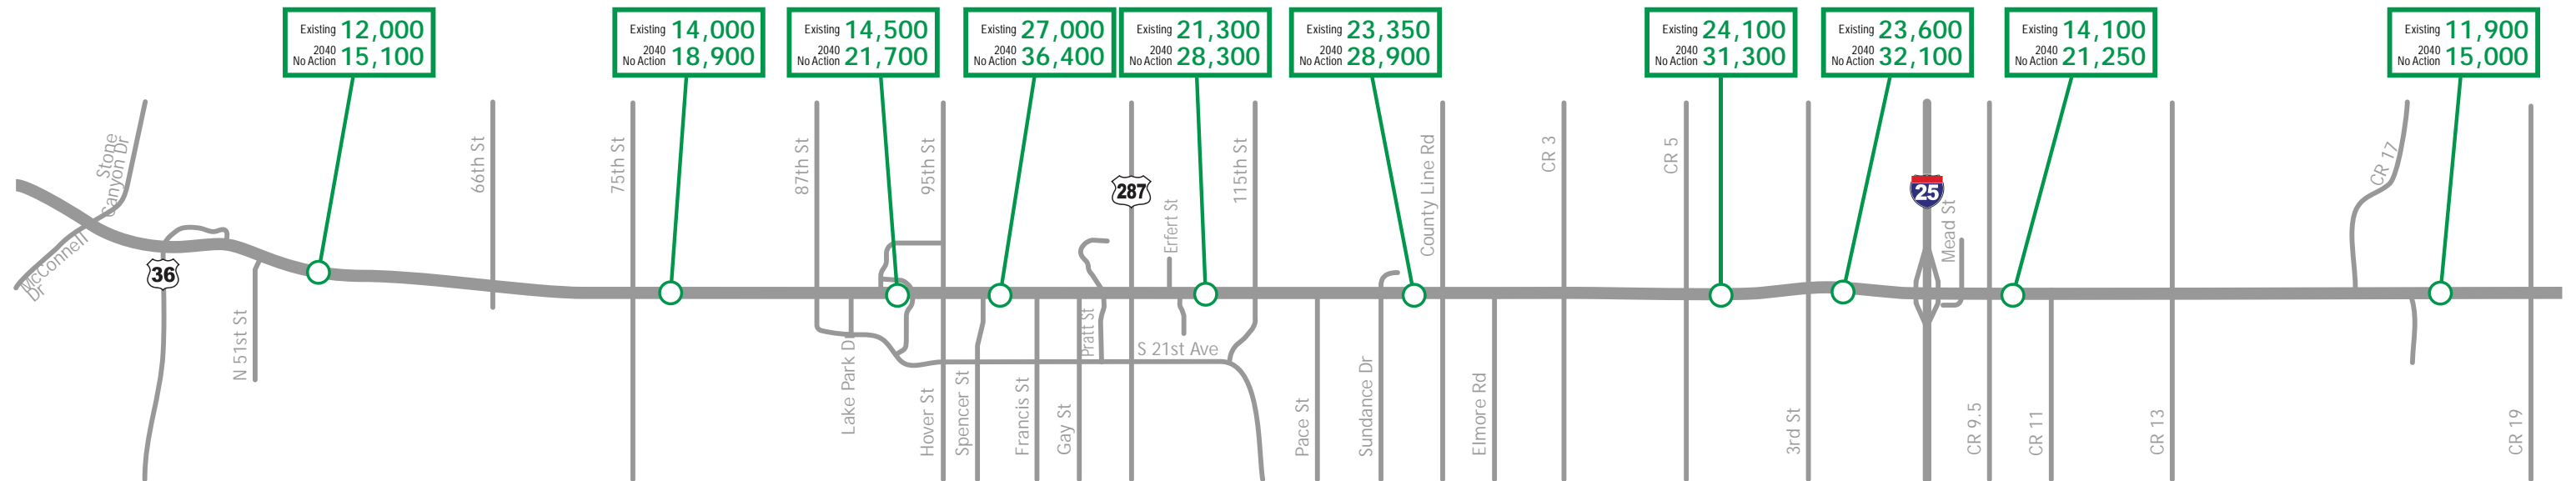 Existing 12,000
2040 No Action 15,100
Existing 14,000
2040 No Action 18,900
Existing 14,500
2040 No Action 21,700
Existing 27,000
2040 No Action 36,400
Existing 21,300
2040 No Action 28,300
Existing 23,350
2040 No Action 28,900
Existing 24,100
2040 No Action 31,300
Existing 23,600
2040 No Action 32,100
Existing 14,100
2040 No Action 21,250
Existing 11,900
2040 No Action 15,000
Stone
Canyon Dr
McConnell
Dr
36
N 51st St
66th St
75th St
87th St
Lake Park D
95th St
Hover St
Spencer St
Francis St
Gay St
Pratt St
287
S 21st Ave
Erfert St
115th St
Pace St
Sundance Dr
County Line Rd
Elmore Rd
CR 3
CR 5
3rd St
25
Mead St
CR 9.5
CR 11
CR 13
CR 17
CR 19